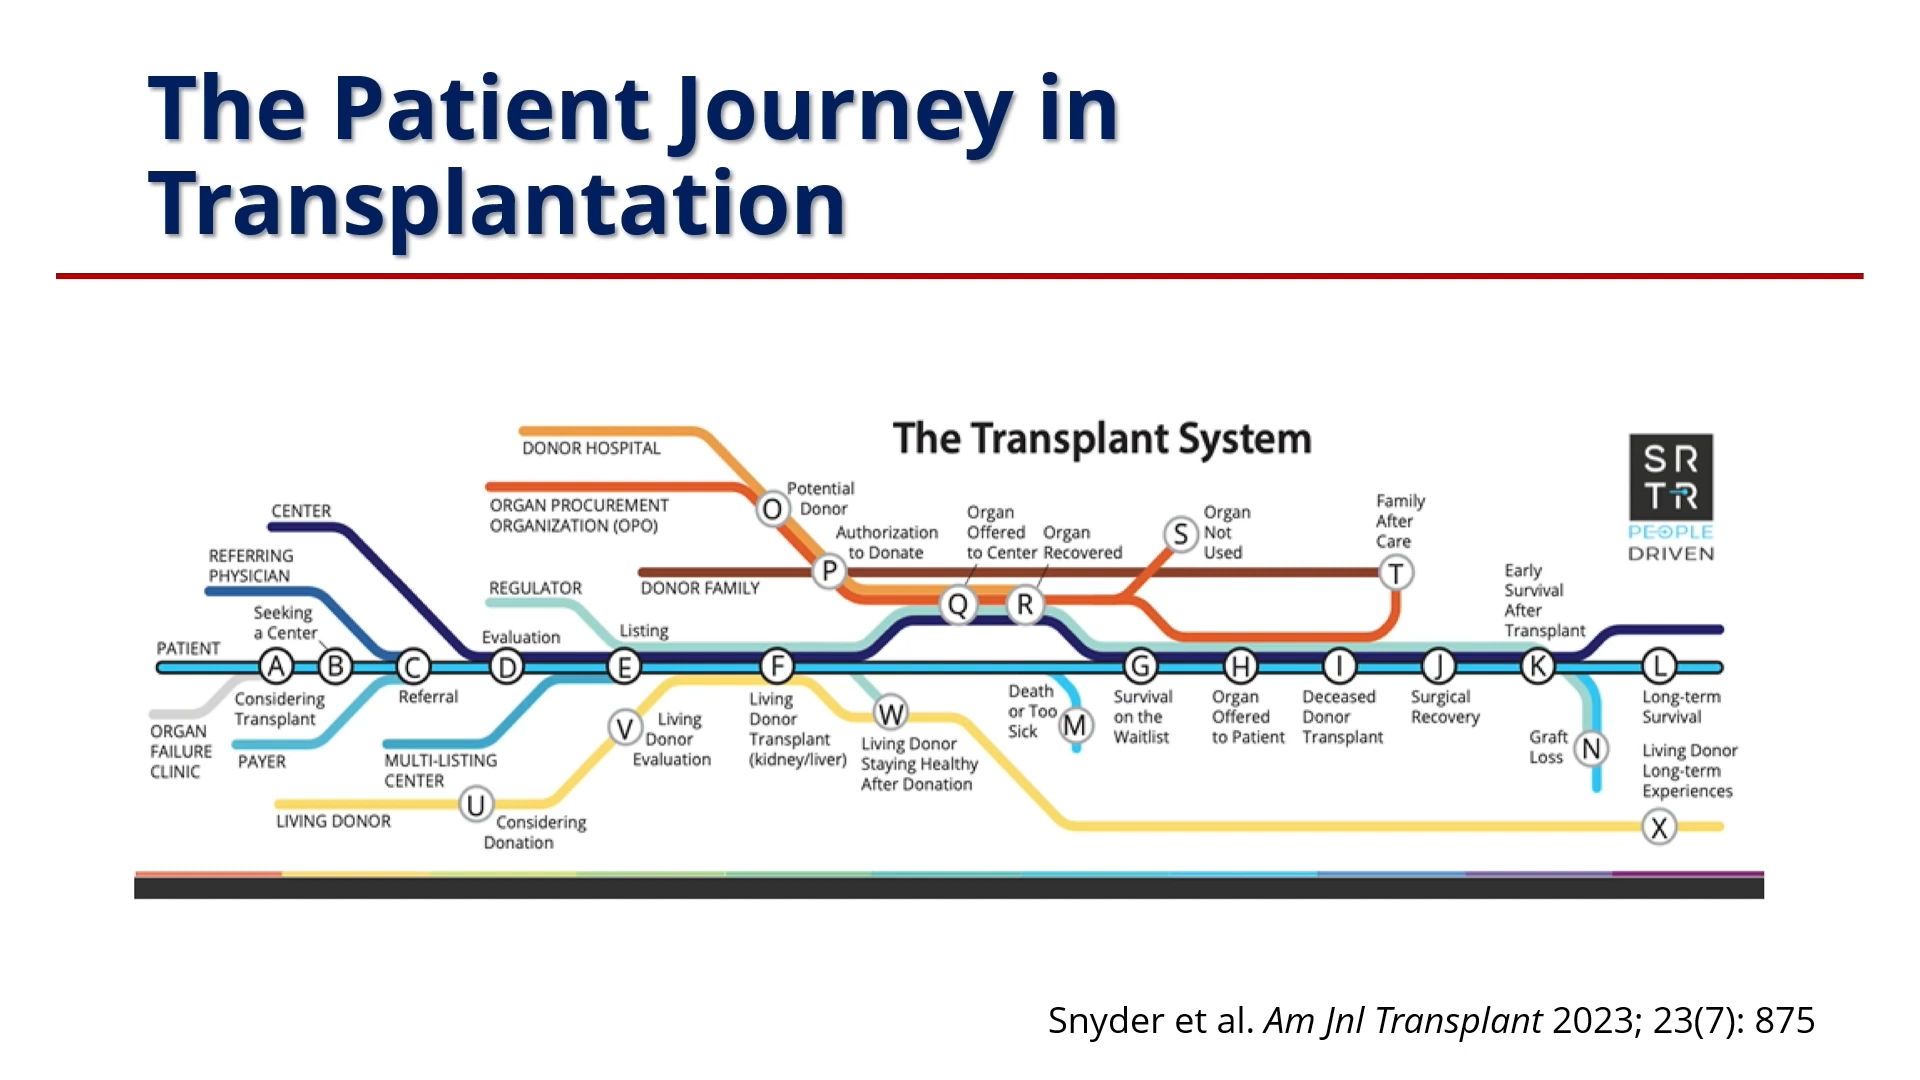 The Patient Journey in
Transplantation
The Transplant System
S R
T R
PEOPLE
DRIVEN
DONOR HOSPITAL
ORGAN PROCUREMENT
ORGANIZATION (OPO)
CENTER
REFERRING
PHYSICIAN
REGULATOR
DONOR FAMILY
PATIENT
ORGAN
FAILURE
CLINIC
PAYER
MULTI-LISTING
CENTER
LIVING DONOR
A
Considering
Transplant
B
Seeking
a Center
C
Referral
D
Evaluation
E
Listing
F
Living
Donor
Transplant
(kidney/liver)
G
Survival
on the
Waitlist
H
Organ
Offered
to Patient
I
Deceased
Donor
Transplant
J
Surgical
Recovery
K
Early
Survival
After
Transplant
L
Long-term
Survival
M
Death
or Too
Sick
N
Graft
Loss
O
Potential
Donor
P
Authorization
to Donate
Q
Organ
Offered
to Center
R
Organ
Recovered
S
Organ
Not
Used
T
Family
After
Care
U
Considering
Donation
V
Living
Donor
Evaluation
W
Living Donor
Staying Healthy
After Donation
X
Living Donor
Long-term
Experiences
Snyder et al. Am Jnl Transplant 2023; 23(7): 875